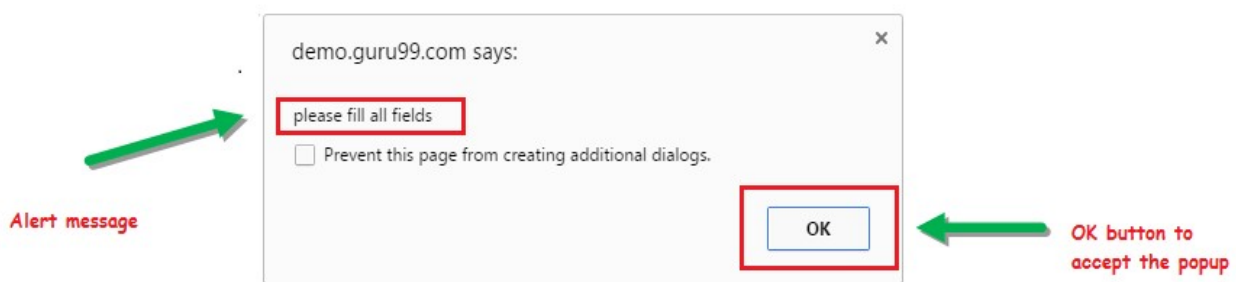 demo.guru99.com says:
×
please fill all fields
Prevent this page from creating additional dialogs.
Alert message
OK
OK button to
accept the popup